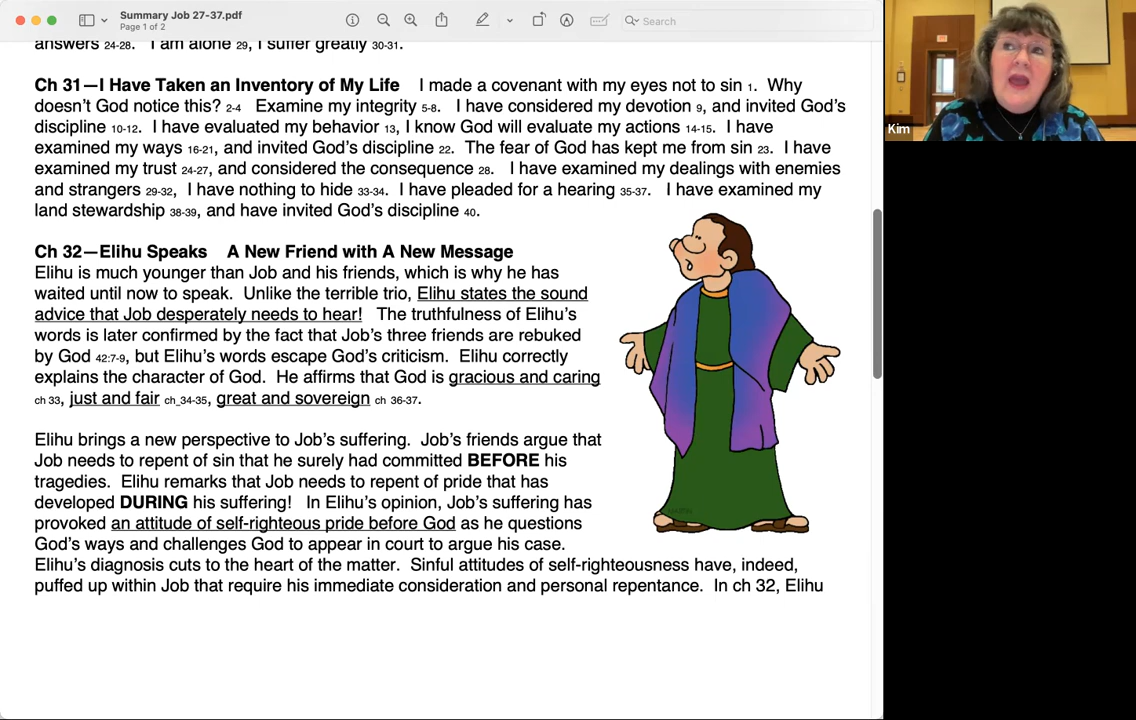 Summary Job 27-37.pdf
Page 1 of 2
Search
answers 24-28. I am alone 29, I suffer greatly 30-31.
Ch 31—I Have Taken an Inventory of My Life I made a covenant with my eyes not to sin 1. Why
doesn't God notice this? 2-4 Examine my integrity 5-8. I have considered my devotion 9, and invited God's
discipline 10-12. I have evaluated my behavior 13, I know God will evaluate my actions 14-15. I have
examined my ways 16-21, and invited God's discipline 22. The fear of God has kept me from sin 23. I have
examined my trust 24-27, and considered the consequence 28. I have examined my dealings with enemies
and strangers 29-32, I have nothing to hide 33-34. I have pleaded for a hearing 35-37. I have examined my
land stewardship 38-39, and have invited God's discipline 40.
Ch 32—Elihu Speaks A New Friend with A New Message
Elihu is much younger than Job and his friends, which is why he has
waited until now to speak. Unlike the terrible trio, Elihu states the sound
advice that Job desperately needs to hear! The truthfulness of Elihu's
words is later confirmed by the fact that Job's three friends are rebuked
by God 42:7-9, but Elihu's words escape God's criticism. Elihu correctly
explains the character of God. He affirms that God is gracious and caring
ch 33, just and fair ch 34-35, great and sovereign ch 36-37.
Elihu brings a new perspective to Job's suffering. Job's friends argue that
Job needs to repent of sin that he surely had committed BEFORE his
tragedies. Elihu remarks that Job needs to repent of pride that has
developed DURING his suffering! In Elihu's opinion, Job's suffering has
provoked an attitude of self-righteous pride before God as he questions
God's ways and challenges God to appear in court to argue his case.
Elihu's diagnosis cuts to the heart of the matter. Sinful attitudes of self-righteousness have, indeed,
puffed up within Job that require his immediate consideration and personal repentance. In ch 32, Elihu
Kim